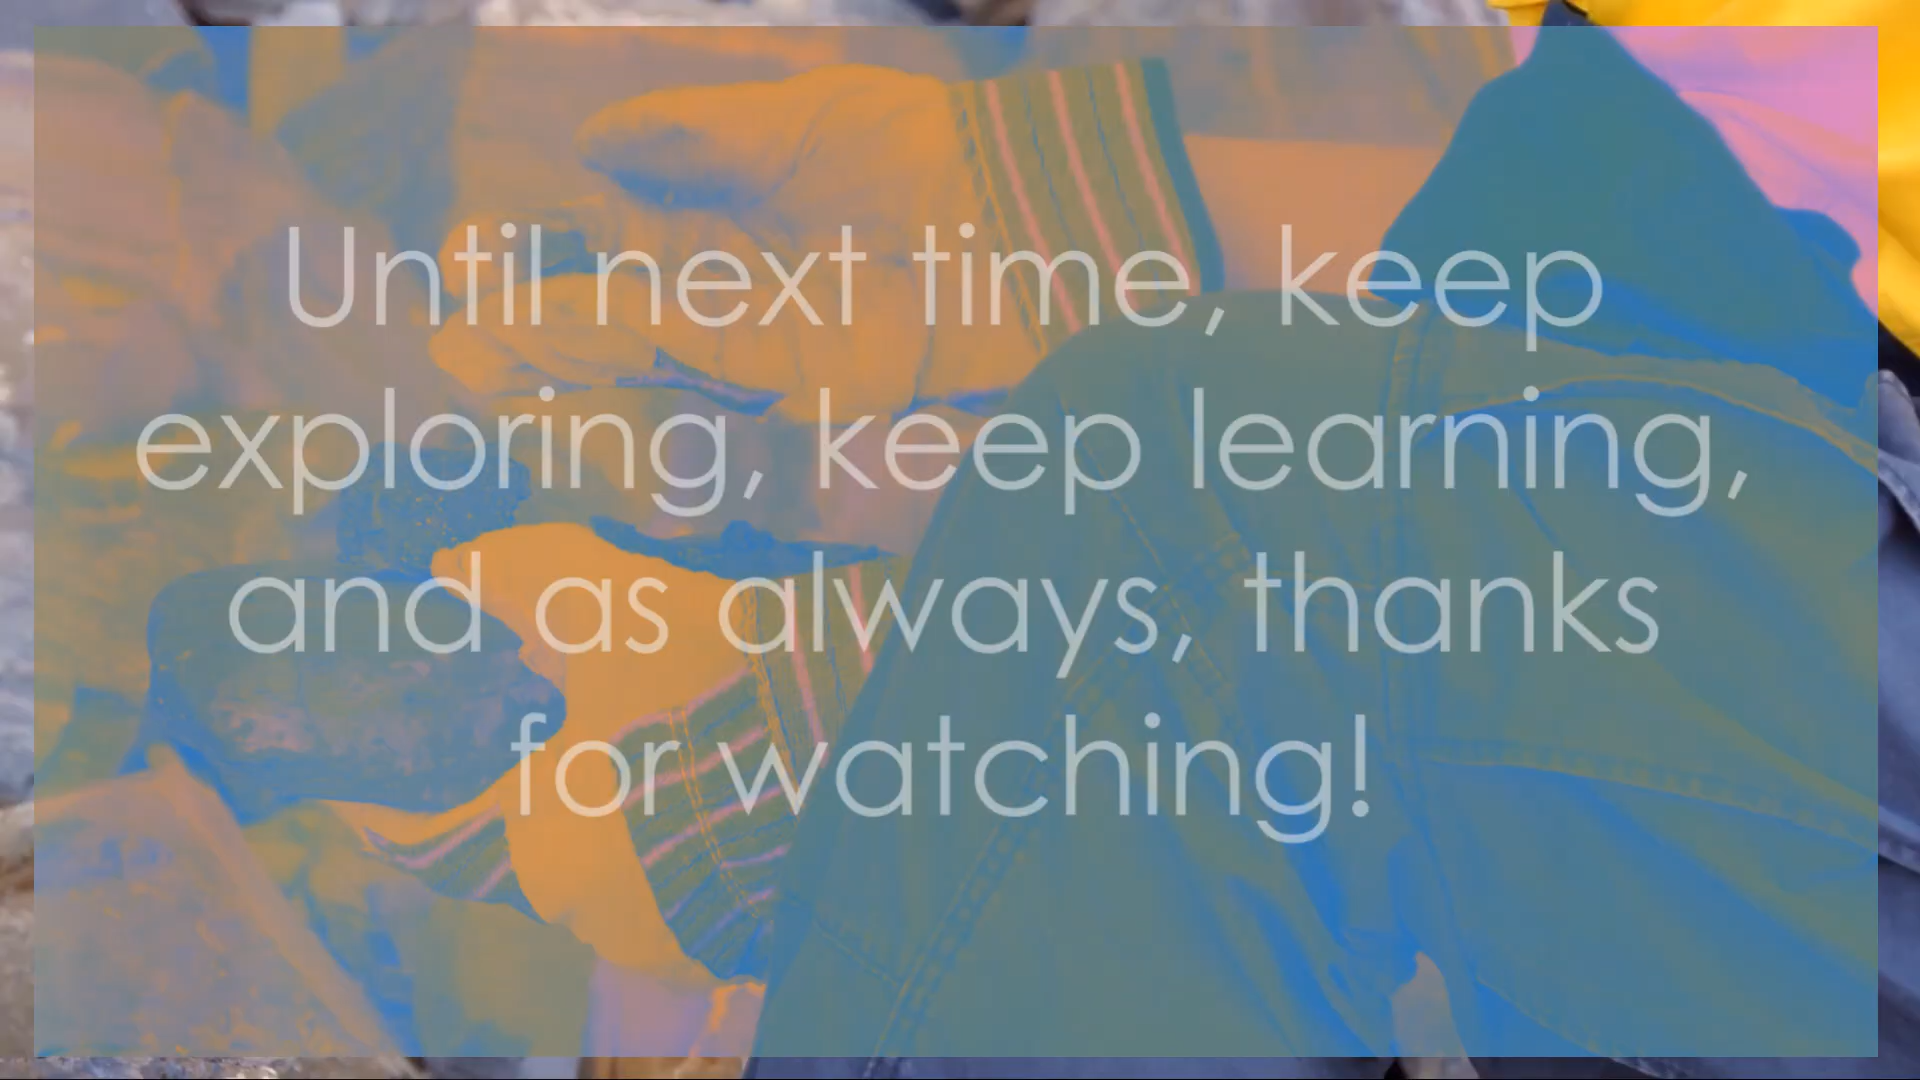 Until next time, keep
exploring, keep learning,
and as always, thanks
for watching!